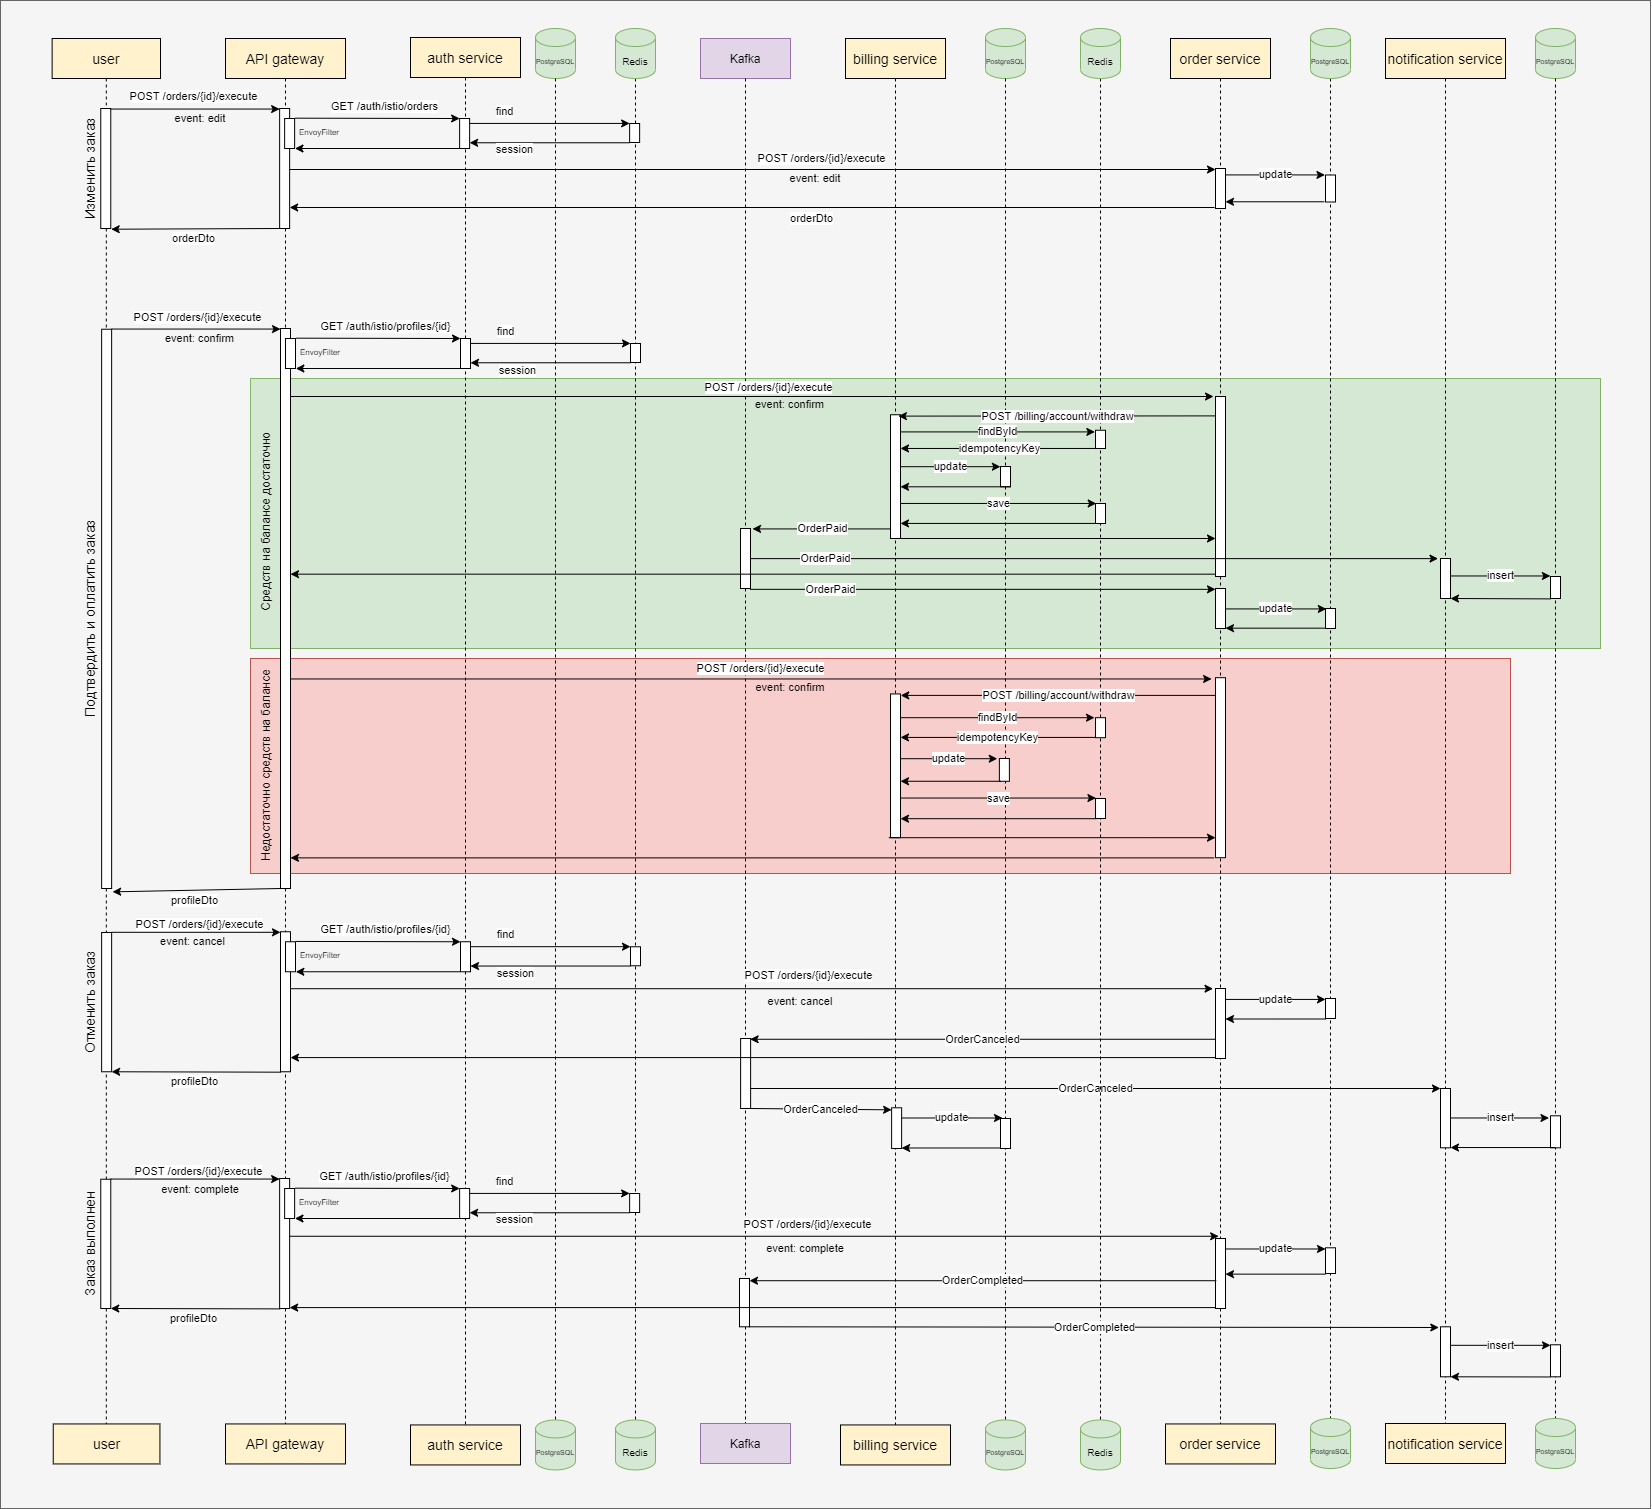 user
API gateway
auth service
PostgreSQL
Redis
Kafka
billing service
PostgreSQL
Redis
order service
PostgreSQL
notification service
PostgreSQL
Изменить заказ
POST /orders/{id}/execute
event: edit
GET /auth/istio/orders
EnvoyFilter
find
session
POST /orders/{id}/execute
event: edit
update
orderDto
orderDto
Подтвердить и оплатить заказ
POST /orders/{id}/execute
event: confirm
GET /auth/istio/profiles/{id}
EnvoyFilter
find
session
Средств на балансе достаточно
POST /orders/{id}/execute
event: confirm
POST /billing/account/withdraw
findById
idempotencyKey
update
save
OrderPaid
OrderPaid
insert
OrderPaid
update
Недостаточно средств на балансе
POST /orders/{id}/execute
event: confirm
POST /billing/account/withdraw
findById
idempotencyKey
update
save
profileDto
Отменить заказ
POST /orders/{id}/execute
event: cancel
GET /auth/istio/profiles/{id}
EnvoyFilter
find
session
POST /orders/{id}/execute
event: cancel
update
OrderCanceled
profileDto
OrderCanceled
OrderCanceled
update
insert
Заказ выполнен
POST /orders/{id}/execute
event: complete
GET /auth/istio/profiles/{id}
EnvoyFilter
find
session
POST /orders/{id}/execute
event: complete
update
OrderCompleted
profileDto
OrderCompleted
insert
user
API gateway
auth service
PostgreSQL
Redis
Kafka
billing service
PostgreSQL
Redis
order service
PostgreSQL
notification service
PostgreSQL